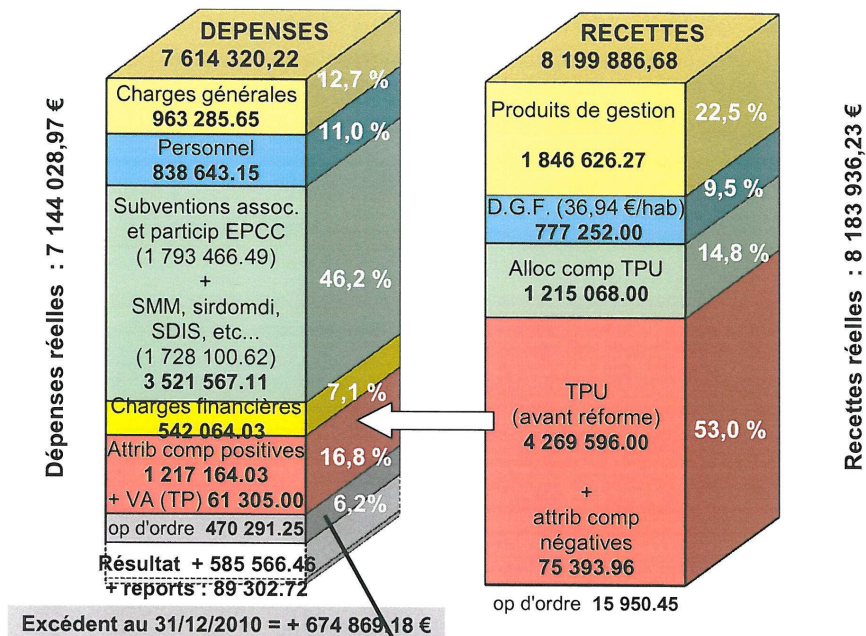 Dépenses réelles : 7 144 028,97 €
DEPENSES
7 614 320,22
Charges générales
963 285.65
12,7 %
Personnel
838 643.15
11,0 %
Subventions assoc.
et particip EPCC
(1 793 466.49)
+
SMM, sirdomdi,
SDIS, etc...
(1 728 100.62)
3 521 567.11
46,2 %
Charges financières
542 064.03
7,1 %
Attrib comp positives
1 217 164.03
+ VA (TP) 61 305.00
16,8 %
op d'ordre 470 291.25
6,2%
Résultat + 585 566.46
+ reports : 89 302.72
Excédent au 31/12/2010 = + 674 869,18 €
RECETTES
8 199 886,68
Produits de gestion
1 846 626.27
22,5 %
D.G.F. (36,94 €/hab)
777 252.00
9,5 %
Alloc comp TPU
1 215 068.00
14,8 %
TPU
(avant réforme)
4 269 596.00
+
attrib comp
négatives
75 393.96
53,0 %
op d'ordre 15 950.45
Recettes réelles : 8 183 936,23 €